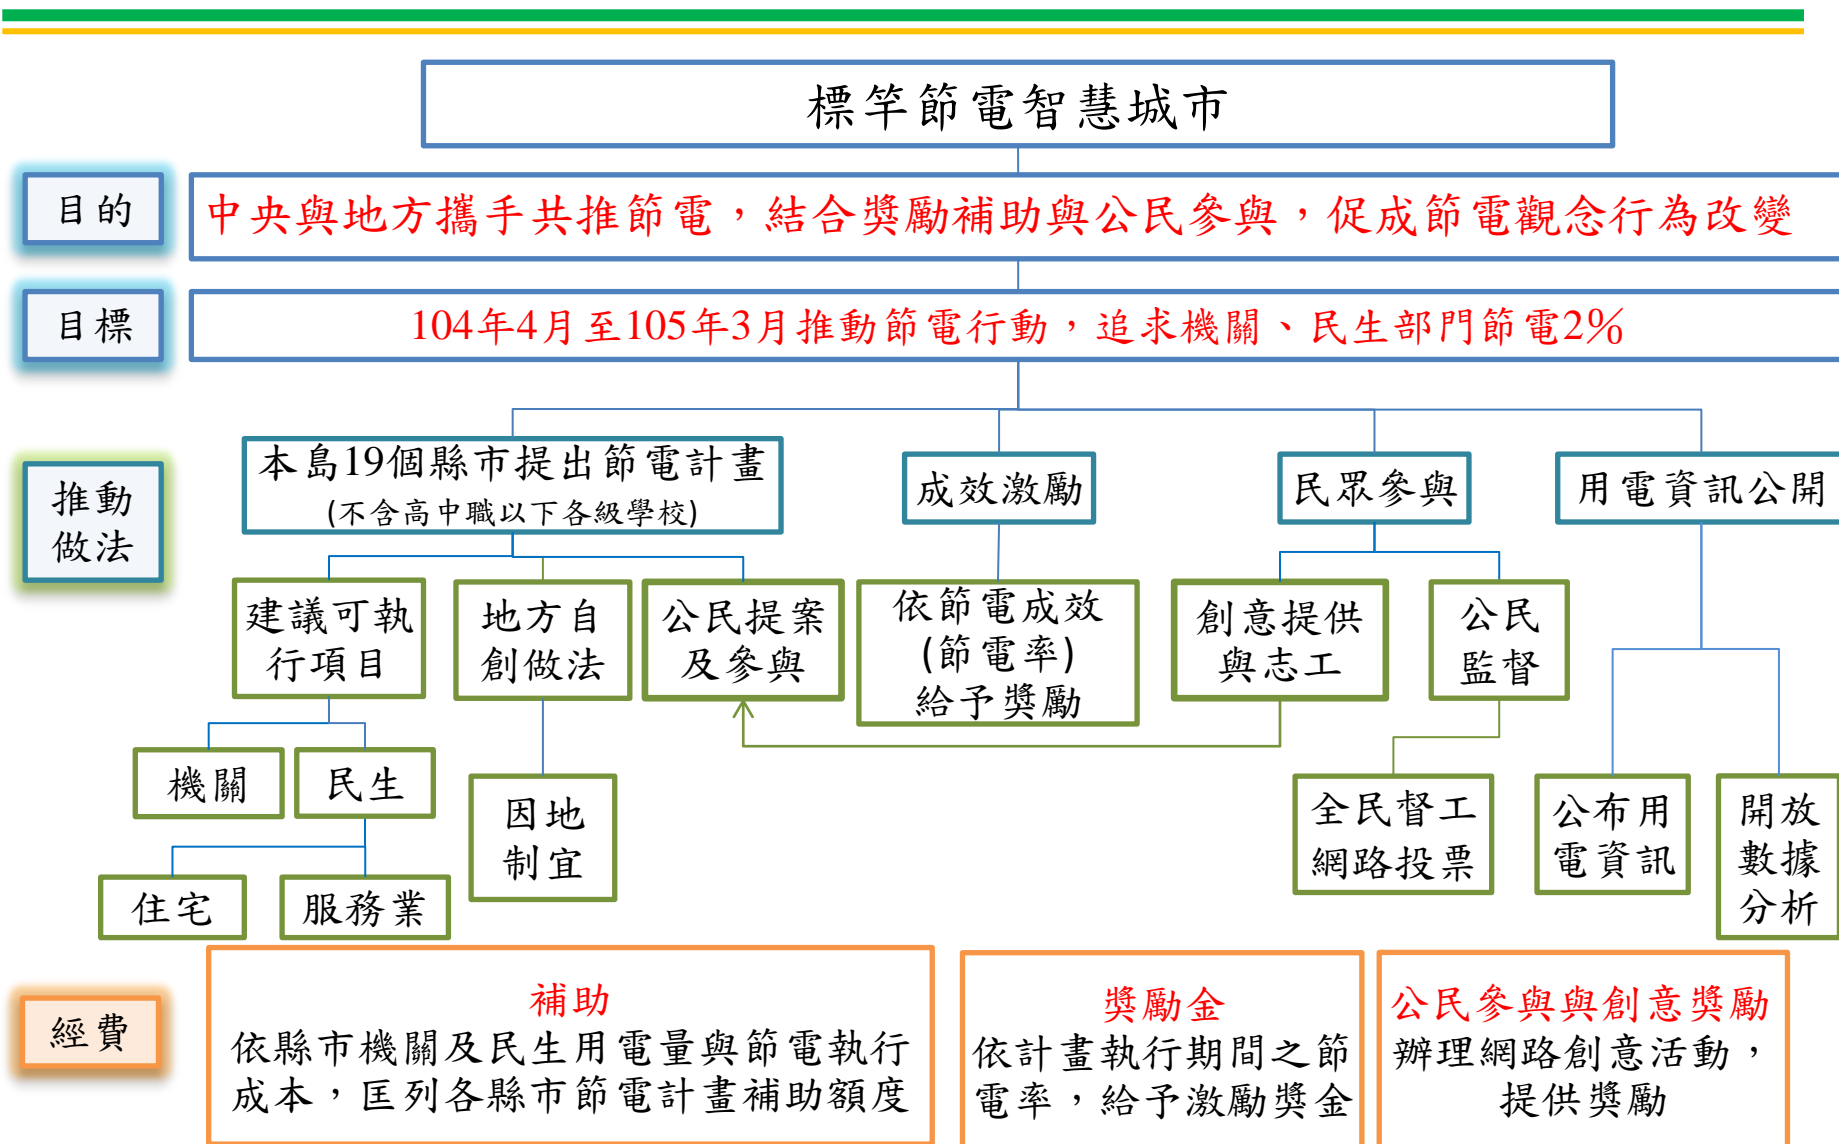 標竿節電智慧城市
目的
中央與地方攜手共推節電，結合獎勵補助與公民參與，促成節電觀念行為改變
目標
104年4月至105年3月推動節電行動，追求機關、民生部門節電2%
推動
做法
本島19個縣市提出節電計畫
(不含高中職以下各級學校)
成效激勵
民眾參與
用電資訊公開
建議可執
行項目
地方自
創做法
公民提案
及參與
依節電成效
(節電率)
給予獎勵
創意提供
與志工
公民
監督
機關
民生
因地
制宜
全民督工
網路投票
公布用
電資訊
開放
數據
分析
住宅
服務業
經費
補助
依縣市機關及民生用電量與節電執行
成本，匡列各縣市節電計畫補助額度
獎勵金
依計畫執行期間之節
電率，給予激勵獎金
公民參與與創意獎勵
辦理網路創意活動，
提供獎勵